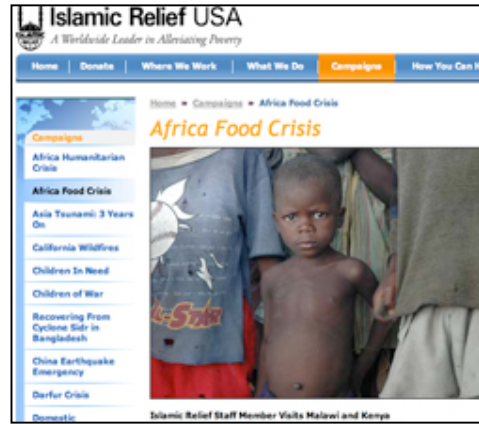 Islamic Relief USA
A Worldwide Leader in Alleviating Poverty
Home | Donate | Where We Work | What We Do | Campaigns | How You Can
Home » Campaigns » Africa Food Crisis
Africa Food Crisis
Campaigns
Africa Humanitarian
Crisis
Africa Food Crisis
Asia Tsunami: 3 Years
On
California Wildfires
Children In Need
Children of War
Recovering From
Cyclone Sidr in
Bangladesh
China Earthquake
Emergency
Darfur Crisis
Domestic
LL-STAR
Islamic Relief Staff Member Visits Malawi and Kenya